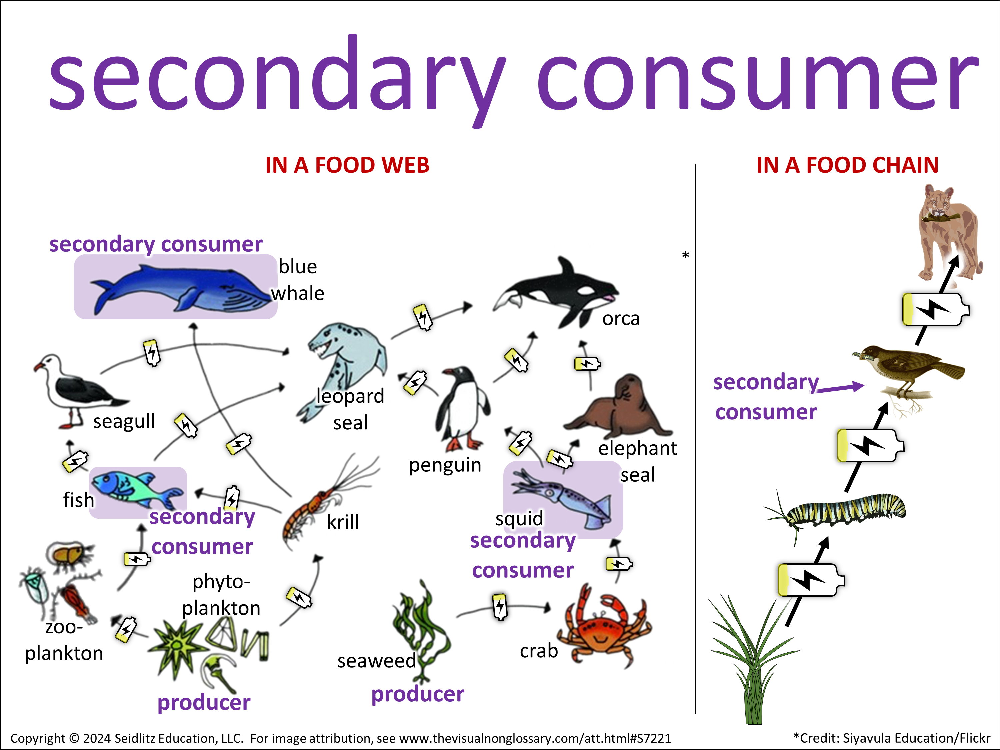 secondary consumer
IN A FOOD WEB
IN A FOOD CHAIN
secondary consumer
blue
whale
*
orca
leopard
seal
seagull
secondary
consumer
penguin
elephant
seal
fish
secondary
consumer
krill
squid
secondary
consumer
phyto-
plankton
zoo-
plankton
seaweed
crab
producer
producer
Copyright © 2024 Seidlitz Education, LLC.  For image attribution, see www.thevisualnonglossary.com/att.html#S7221
*Credit: Siyavula Education/Flickr